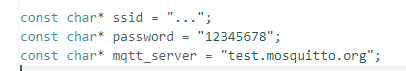 const char* ssid = "...";
const char* password = "12345678";
const char* mqtt_server = "test.mosquitto.org";